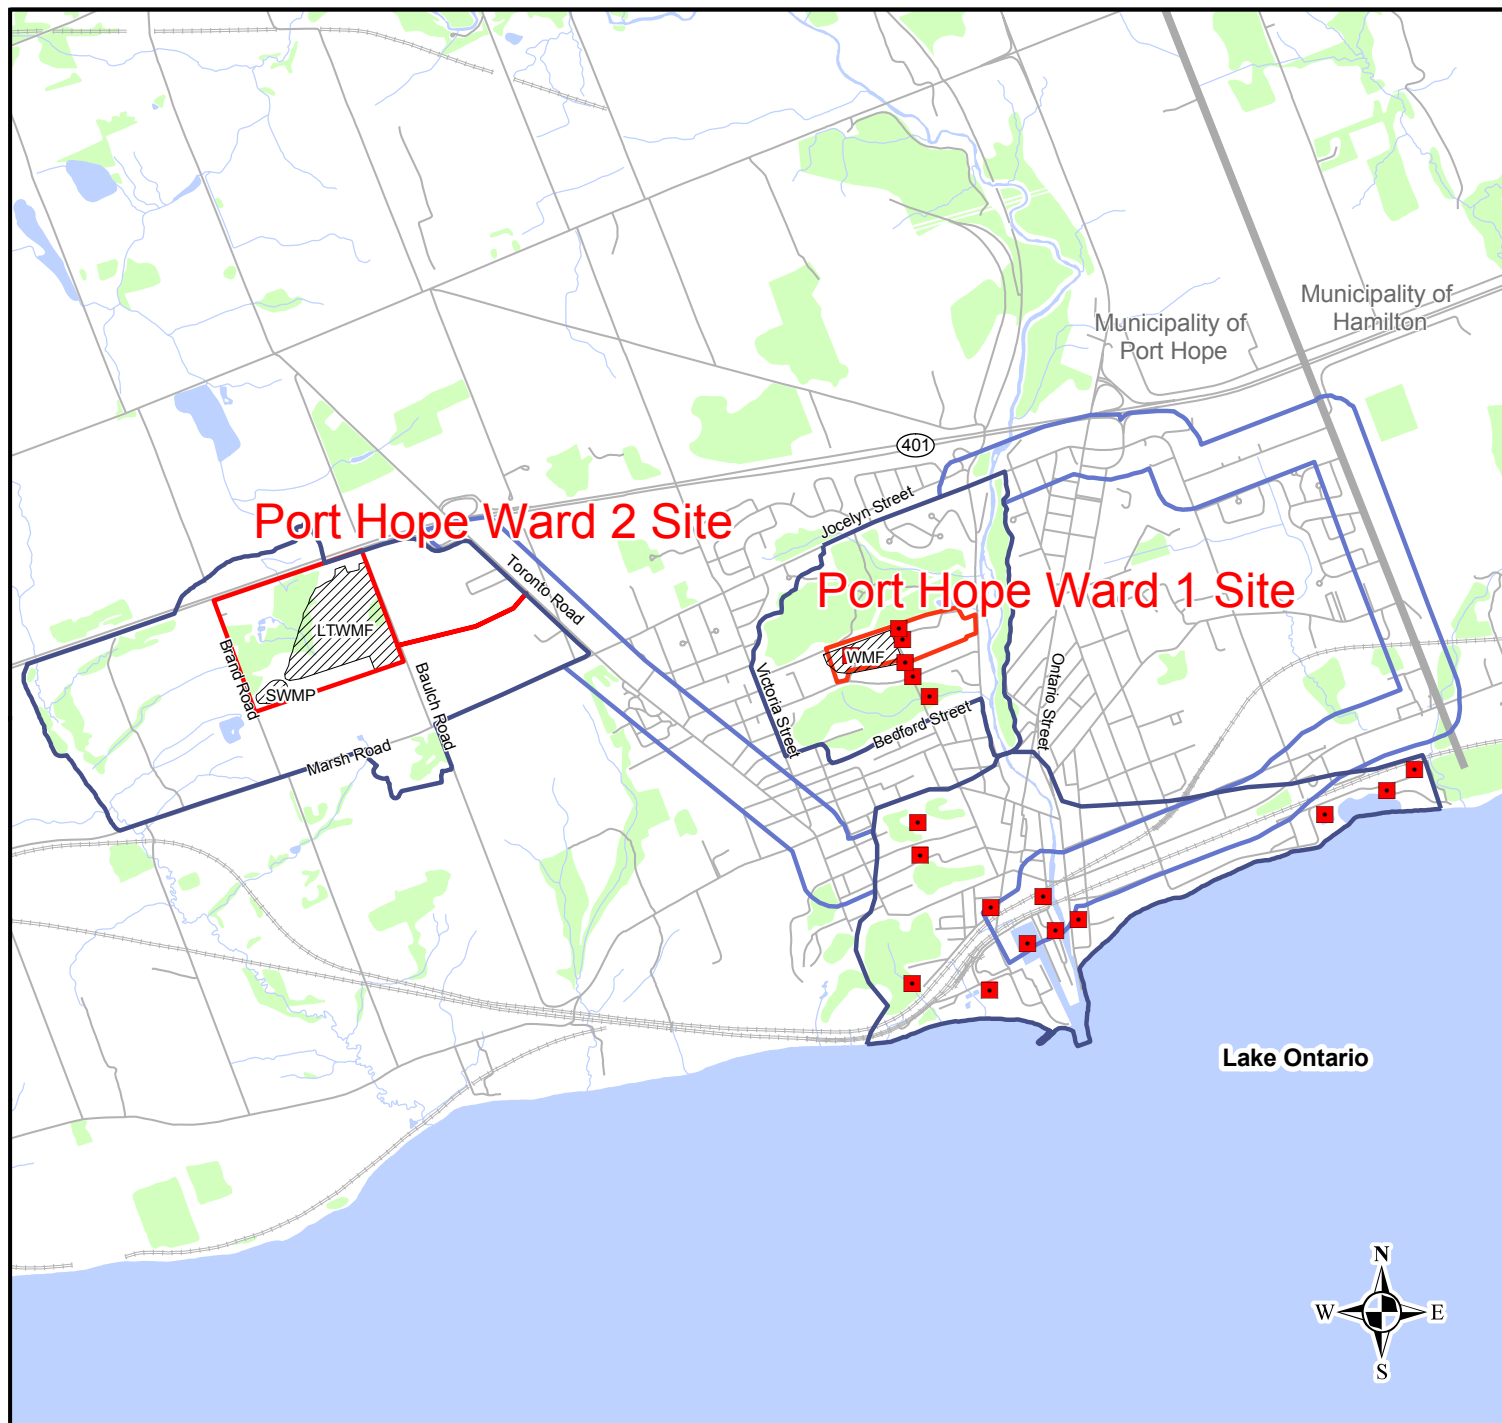 Municipality of
Hamilton
Municipality of
Port Hope
401
Jocelyn Street
Port Hope Ward 2 Site
Toronto Road
Port Hope Ward 1 Site
LTWMF
WMF
SWMP
Brand Road
Baulch Road
Victoria Street
Bedford Street
Ontario Street
Marsh Road
Lake Ontario
N
W
E
S